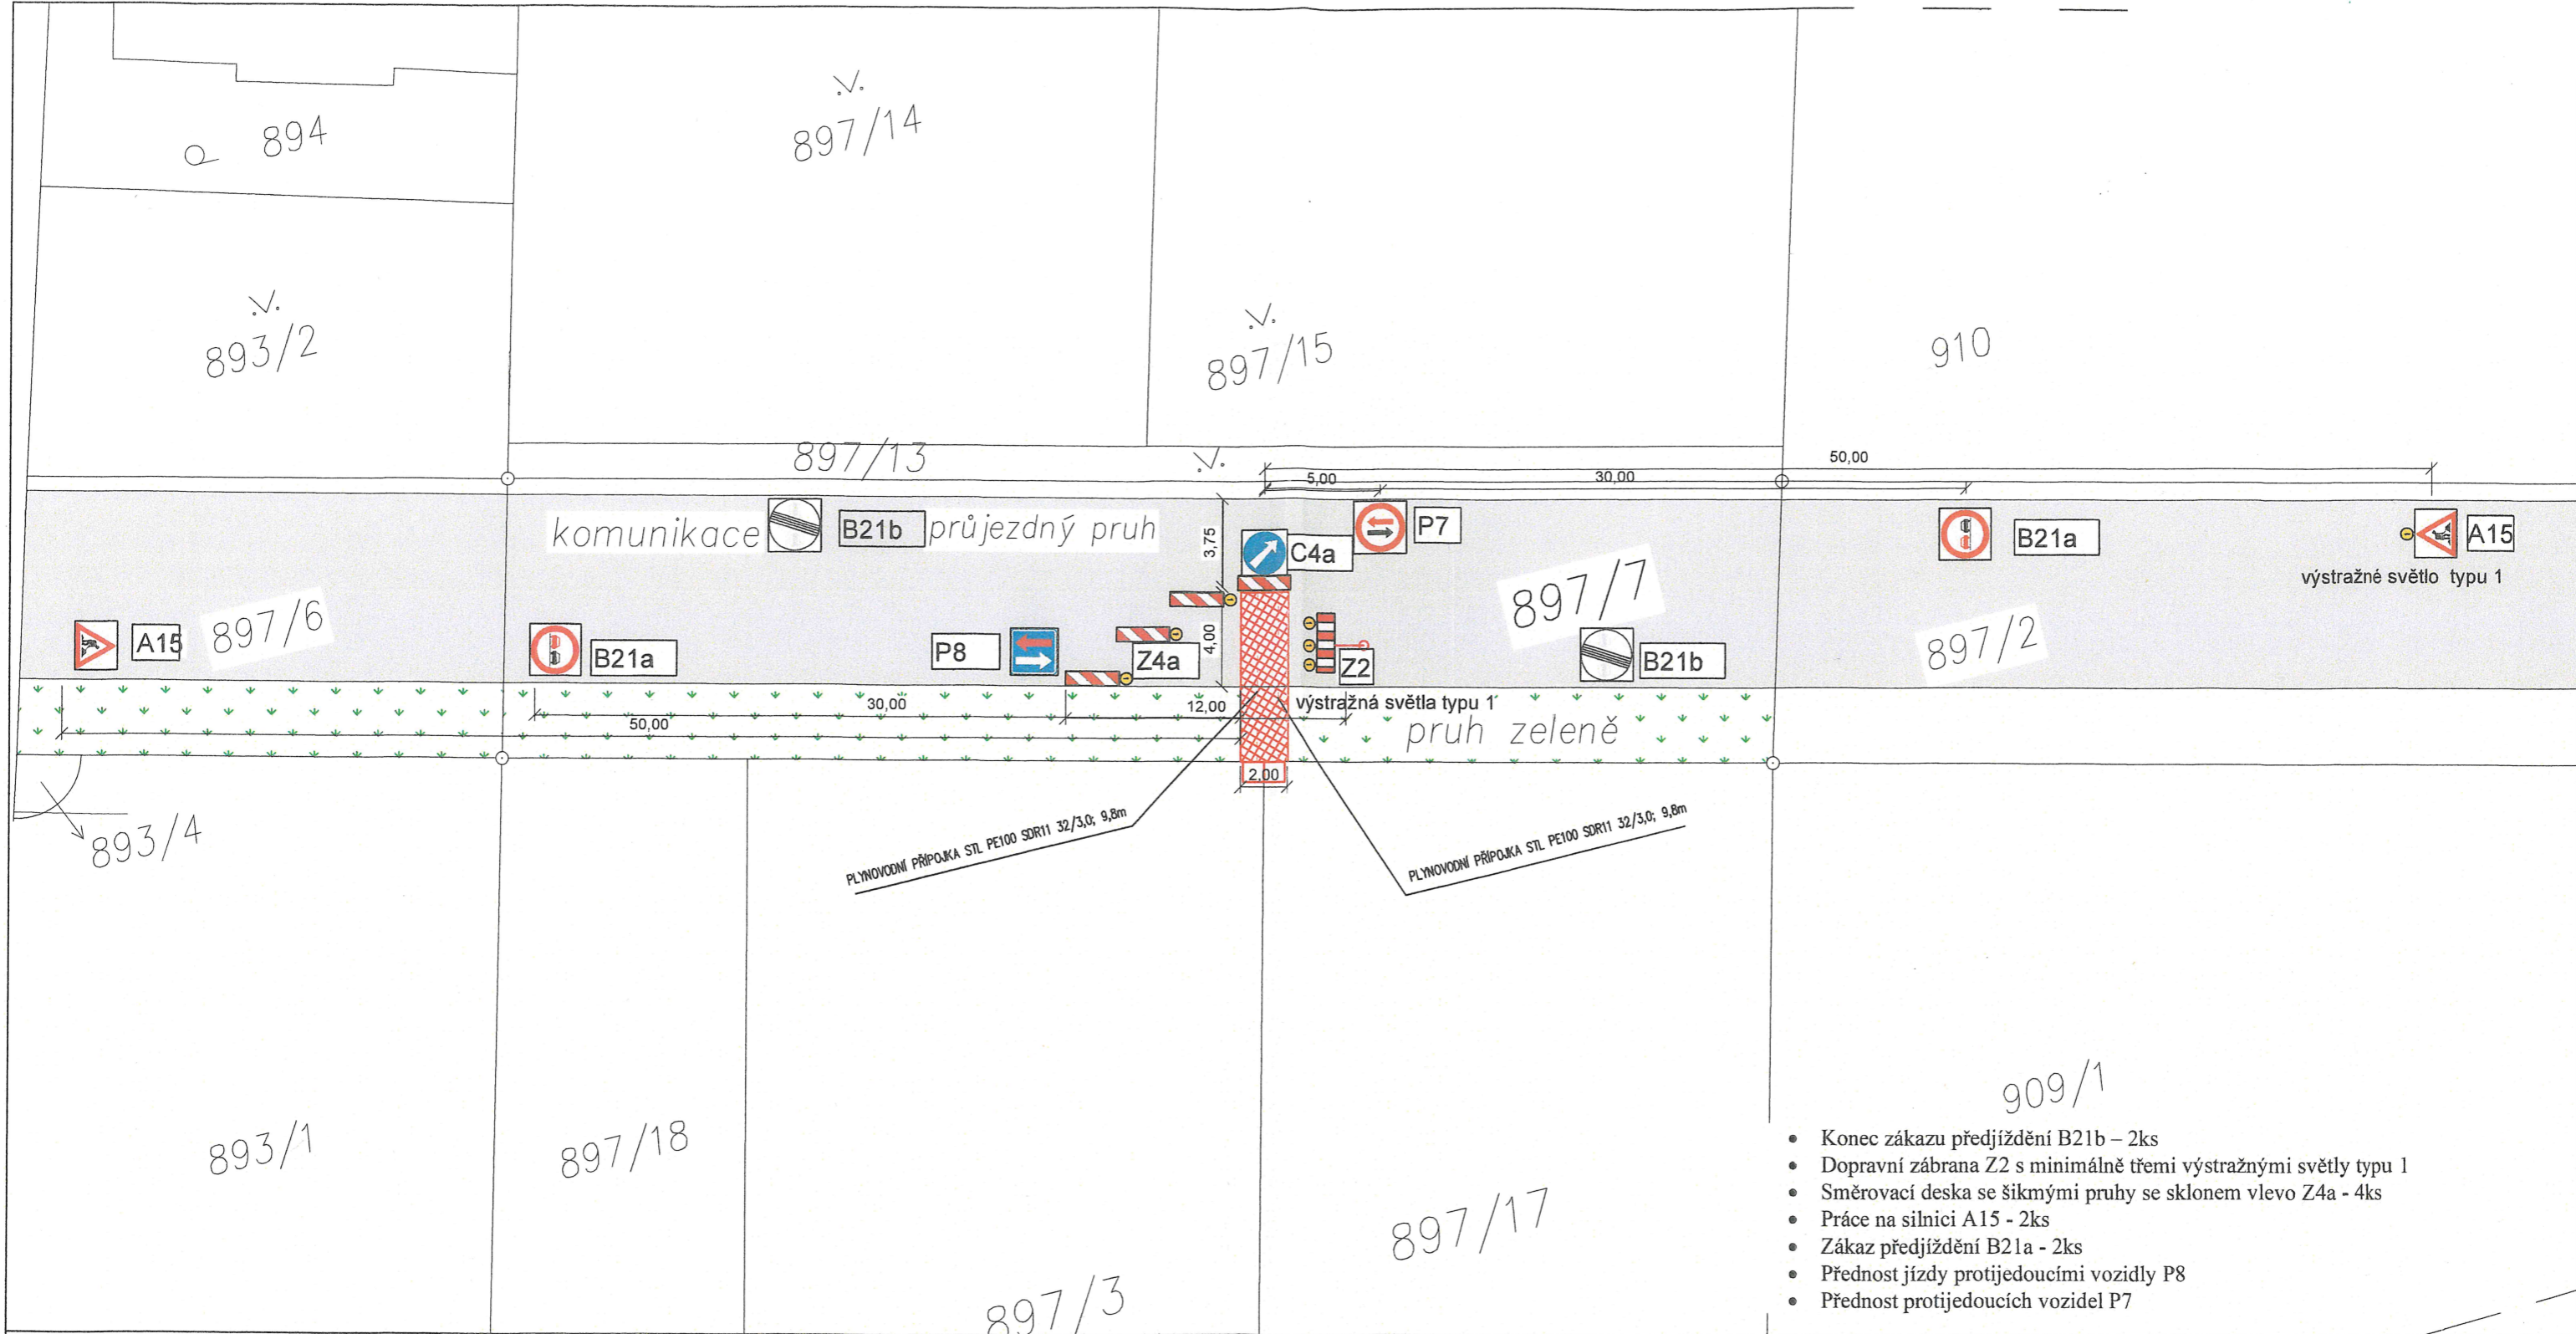 894
897/14
893/2
897/15
910
897/13
50,00
5,00
30,00
komunikace
B21b
průjezdný pruh
3,75
C4a
P7
B21a
A15
výstražné světlo typu 1
897/7
897/6
A15
B21a
P8
Z4a
4,00
Z2
B21b
897/2
30,00
12,00
výstražná světla typu 1
50,00
pruh zeleně
2,00
PLYNOVODNÍ PŘÍPOJKA STL PE100 SDR11 32/3,0; 9,8m
PLYNOVODNÍ PŘÍPOJKA STL PE100 SDR11 32/3,0; 9,8m
893/4
893/1
897/18
897/3
897/17
909/1
• Konec zákazu předjíždění B21b – 2ks
• Dopravní zábrana Z2 s minimálně třemi výstražnými světly typu 1
• Směrovací deska se šikmými pruhy se sklonem vlevo Z4a - 4ks
• Práce na silnici A15 - 2ks
• Zákaz předjíždění B21a - 2ks
• Přednost jízdy protijedoucími vozidly P8
• Přednost protijedoucích vozidel P7